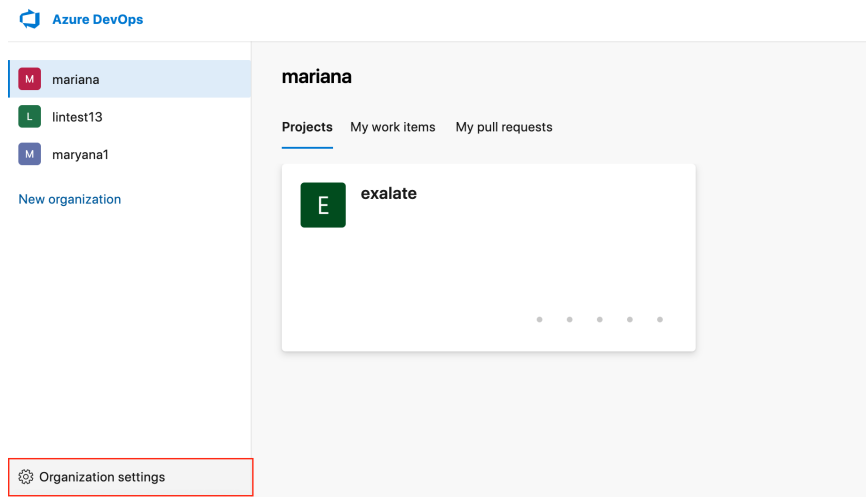 Azure DevOps
M mariana
L lintest13
M maryana1
New organization
Organization settings
mariana
Projects My work items My pull requests
E exalate